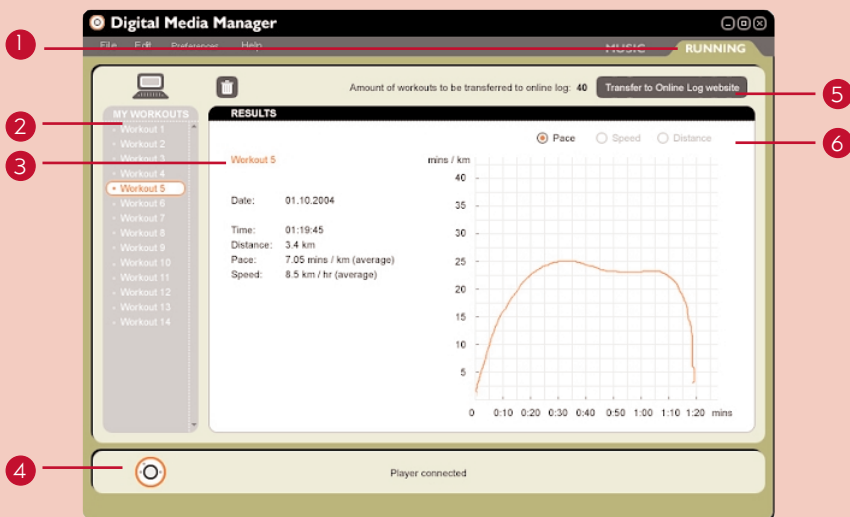 Digital Media Manager
File Edit Preferences Help MUSIC RUNNING
1
Amount of workouts to be transferred to online log: 40 Transfer to Online Log website
5
MY WORKOUTS
2
Workout 1
Workout 2
Workout 3
Workout 4
Workout 5
Workout 6
Workout 7
Workout 8
Workout 9
Workout 10
Workout 11
Workout 12
Workout 13
Workout 14
RESULTS
Pace Speed Distance
6
3
Workout 5
Date: 01.10.2004
Time: 01:19:45
Distance: 3.4 km
Pace: 7.05 mins / km (average)
Speed: 8.5 km / hr (average)
mins / km
40
35
30
25
20
15
10
5
0 0:10 0:20 0:30 0:40 0:50 1:00 1:10 1:20 mins
4
Player connected